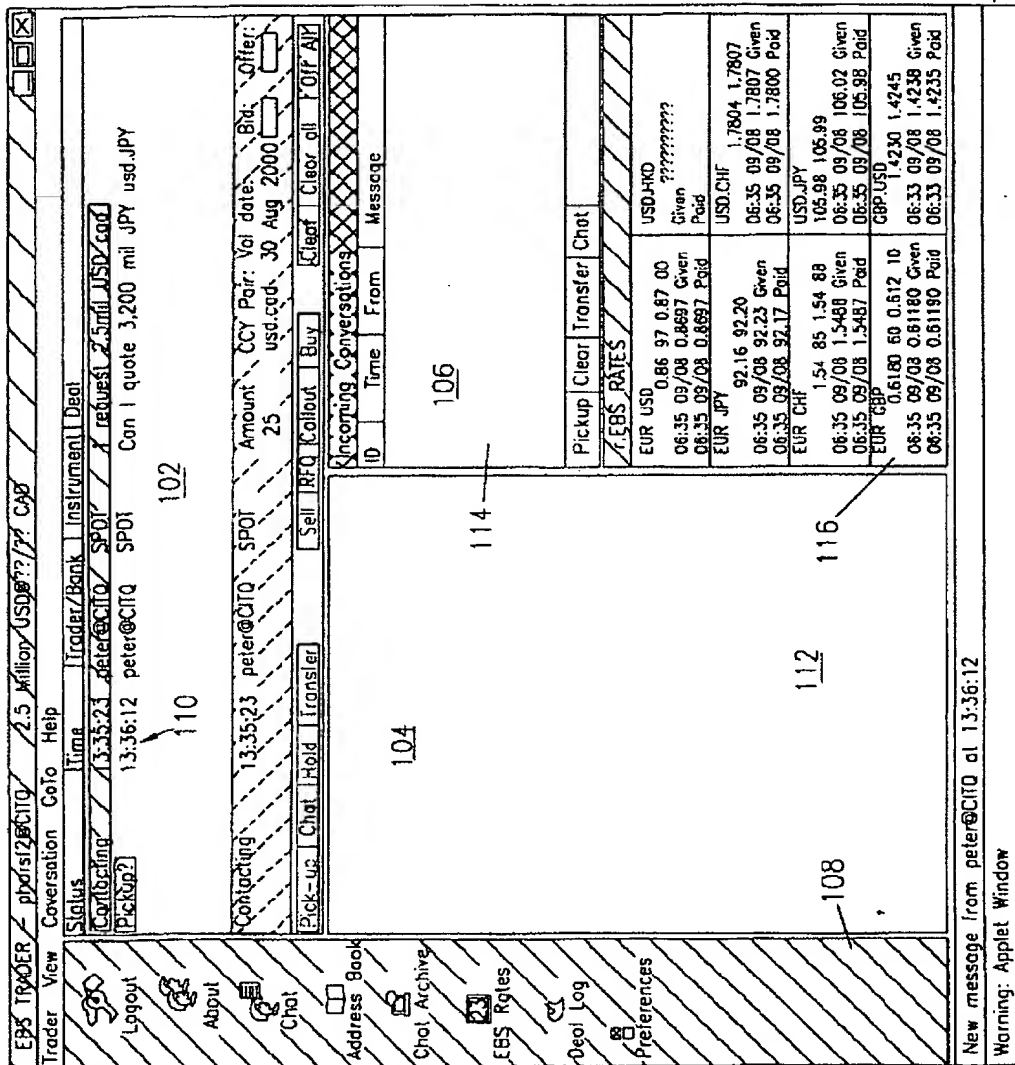 EBS TRADER – 2.5 Million USD@??/?? CAD
Trader View Coversation GoTo Help
Logout
About
Chat
Address Book
Chat Archive
EBS Rates
Deal Log
Preferences
108
Status Time Trader/Bank Instrument Deal
Contacting 13:35:23 peter@CITQ SPOT I request 2.5mil USD/cad
Pickup? 13:36:12 peter@CITQ SPOT Can I quote 3,200 mil JPY usd.JPY
110
102
Amount CCY Pair: Val date: Bid: Offer:
Contacting 13:35:23 peter@CITQ SPOT 25 usd.cad 30 Aug 2000
Pick-up Chat Hold Transfer Sell RFQ Callout Buy Clear Clear all Off All
104
112
Incoming Conversations
ID Time From Message
106
114
Pickup Clear Transfer Chat
EBS RATES
116
EUR USD
0.86 97 0.87 00
06:35 09/08 0.8697 Given
06:35 09/08 0.8697 Paid
USD.HKD
?????????
Given
Paid
EUR JPY
92.16 92.20
06:35 09/08 92.23 Given
06:35 09/08 92.17 Paid
USD.CHF
1.7804 1.7807
06:35 09/08 1.7807 Given
06:35 09/08 1.7800 Paid
EUR CHF
1.54 85 1.54 88
06:35 09/08 1.5488 Given
06:35 09/08 1.5487 Paid
USD.JPY
105.98 105.99
06:35 09/08 106.02 Given
06:35 09/08 105.98 Paid
EUR GBP
0.6180 60 0.612 10
06:35 09/08 0.61180 Given
06:35 09/08 0.61190 Paid
GBP.USD
1.4230 1.4245
06:33 09/08 1.4238 Given
06:33 09/08 1.4235 Paid
New message from peter@CITQ at 13:36:12
Warning: Applet Window